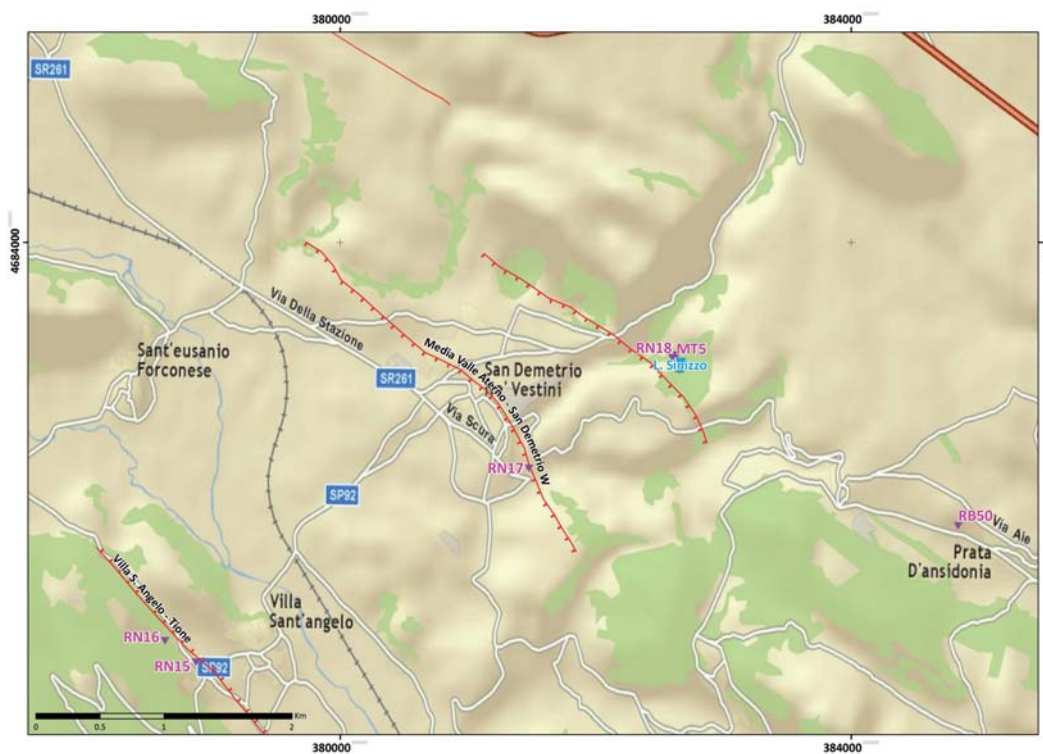 380000
384000
SR261
4684000
Via Della Stazione
Sant'eusanio
Forconese
Media Valle Aterno - San Demetrio W
San Demetrio
Vestini
RN18
MT5
L. Sinizzo
SR261
Via Scura
RN17
SP92
RB50
Via Aie
Prata
D'ansidonia
Villa S. Angelo - Tione
Villa
Sant'angelo
RN16
RN15
SP92
0
0.5
1
2
Km
380000
384000